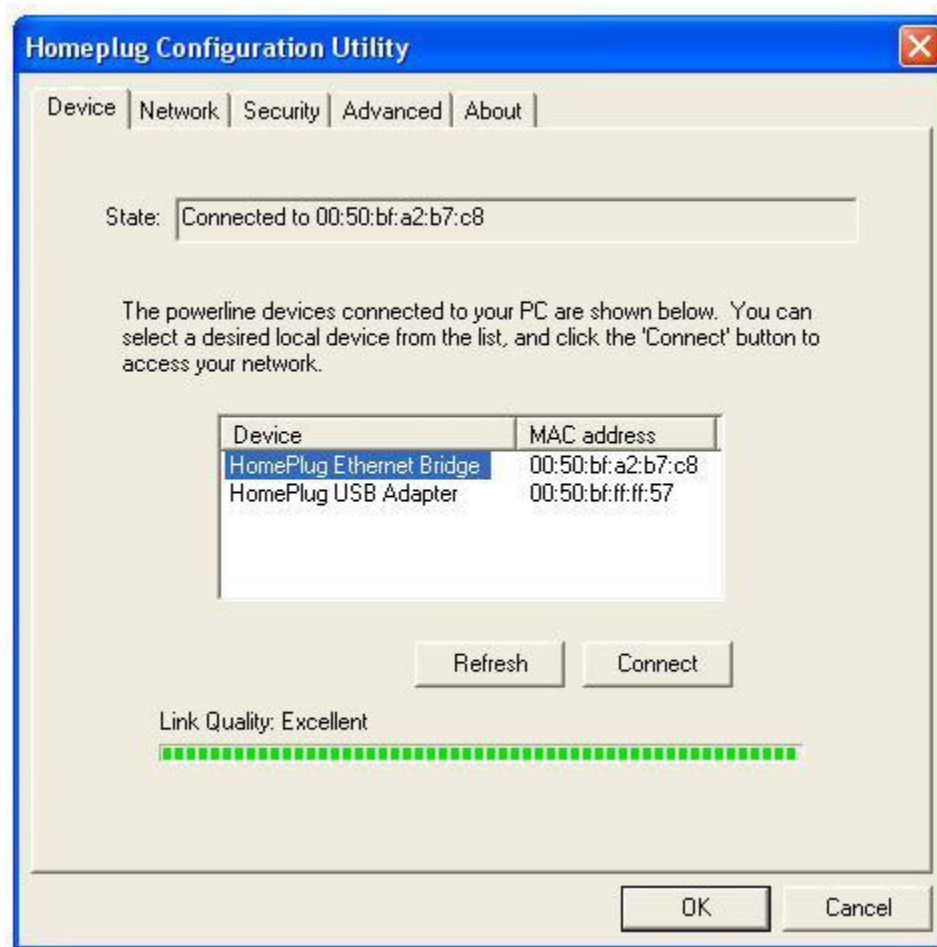 Homeplug Configuration Utility
Device Network Security Advanced About
State: Connected to 00:50:bf:a2:b7:c8
The powerline devices connected to your PC are shown below. You can
select a desired local device from the list, and click the 'Connect' button to
access your network.
Device MAC address
HomePlug Ethernet Bridge 00:50:bf:a2:b7:c8
HomePlug USB Adapter 00:50:bf:ff:ff:57
Refresh Connect
Link Quality: Excellent
OK Cancel